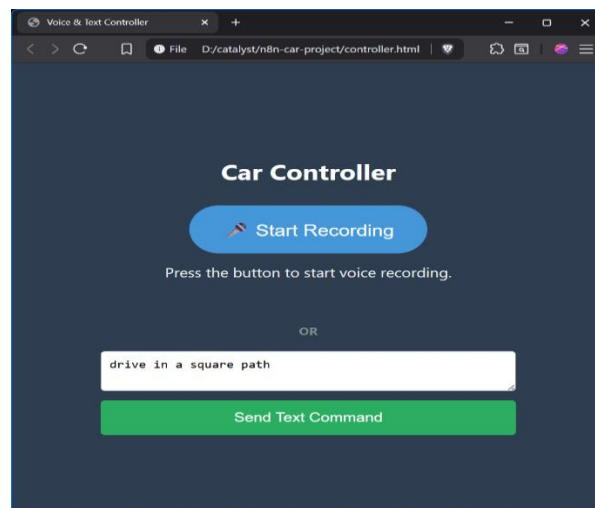 Voice & Text Controller
File D:/catalyst/n8n-car-project/controller.html
Car Controller
Start Recording
Press the button to start voice recording.
OR
drive in a square path
Send Text Command